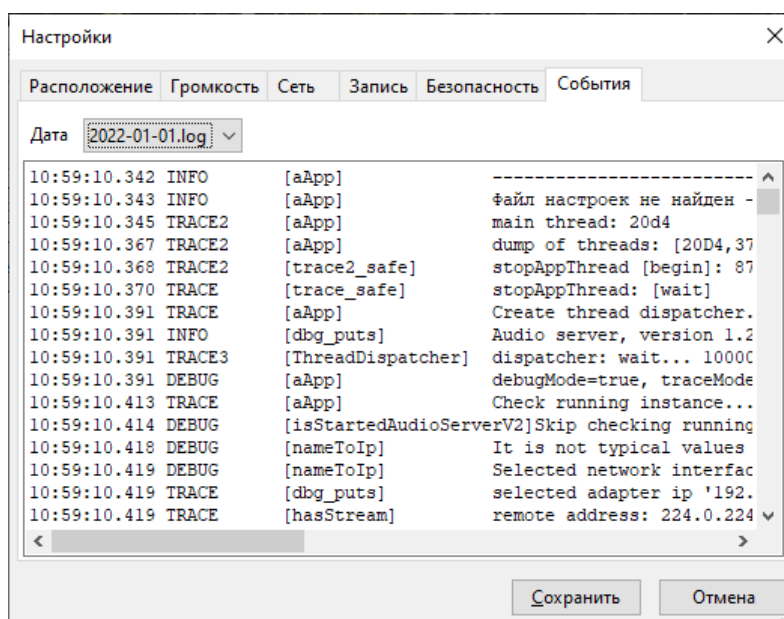 Настройки
Расположение Громкость Сеть Запись Безопасность События
Дата 2022-01-01.log
10:59:10.342 INFO [aApp] --------------------------
10:59:10.343 INFO [aApp] Файл настроек не найден -
10:59:10.345 TRACE2 [aApp] main thread: 20d4
10:59:10.367 TRACE2 [aApp] dump of threads: [20D4,37
10:59:10.368 TRACE2 [trace2_safe] stopAppThread [begin]: 87
10:59:10.370 TRACE [trace_safe] stopAppThread: [wait]
10:59:10.391 TRACE [aApp] Create thread dispatcher.
10:59:10.391 INFO [dbg_puts] Audio server, version 1.2
10:59:10.391 TRACE3 [ThreadDispatcher] dispatcher: wait... 10000
10:59:10.391 DEBUG [aApp] debugMode=true, traceMode
10:59:10.413 TRACE [aApp] Check running instance...
10:59:10.414 DEBUG [isStartedAudioServerV2]Skip checking running
10:59:10.418 DEBUG [nameToIp] It is not typical values
10:59:10.419 DEBUG [nameToIp] Selected network interfac
10:59:10.419 TRACE [dbg_puts] selected adapter ip '192.
10:59:10.419 TRACE [hasStream] remote address: 224.0.224
Сохранить Отмена